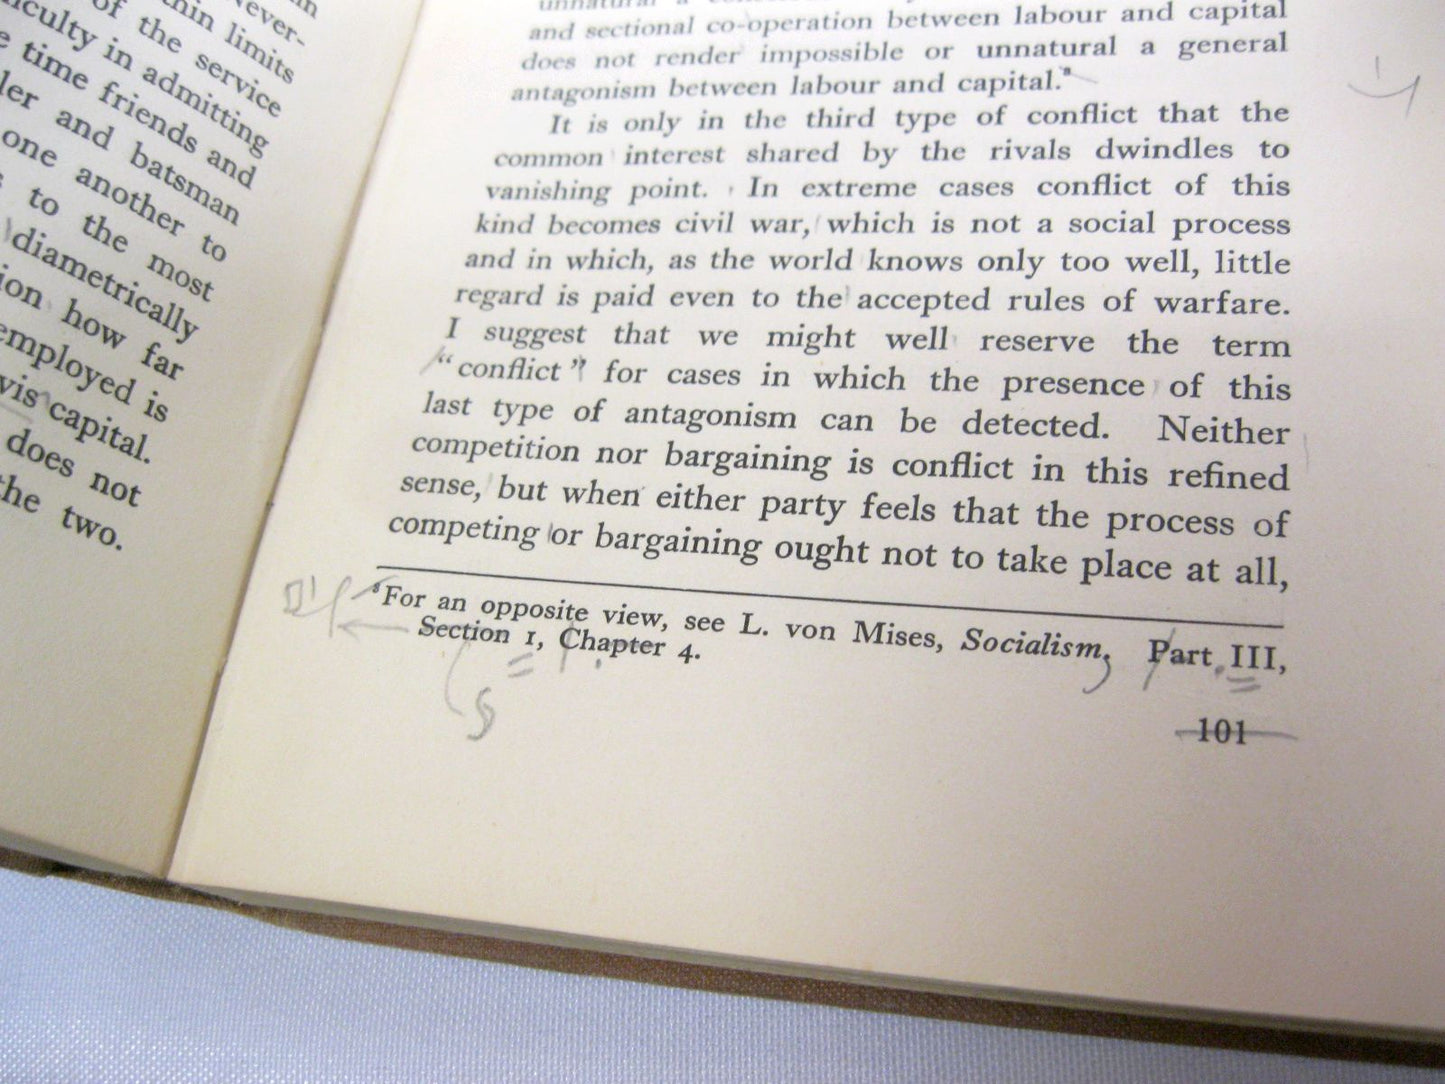 Never-
thin limits
of the service
culty in admitting
time friends and
ler and batsman
one another to
to the most
diametrically
ion how far
employed is
vis capital.
does not
the two.
and sectional co-operation between labour and capital
does not render impossible or unnatural a general
antagonism between labour and capital.⁸
It is only in the third type of conflict that the
common interest shared by the rivals dwindles to
vanishing point. In extreme cases conflict of this
kind becomes civil war, which is not a social process
and in which, as the world knows only too well, little
regard is paid even to the accepted rules of warfare.
I suggest that we might well reserve the term
“conflict” for cases in which the presence of this
last type of antagonism can be detected. Neither
competition nor bargaining is conflict in this refined
sense, but when either party feels that the process of
competing or bargaining ought not to take place at all,
⁸For an opposite view, see L. von Mises, Socialism, Part III,
Section 1, Chapter 4.
101